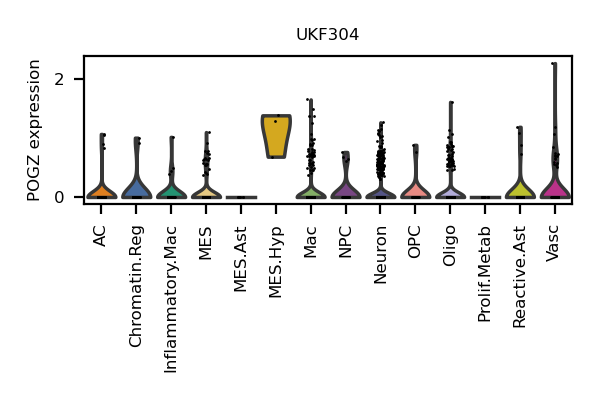 UKF304
POGZ expression
2
0
AC
Chromatin.Reg
Inflammatory.Mac
MES
MES.Ast
MES.Hyp
Mac
NPC
Neuron
OPC
Oligo
Prolif.Metab
Reactive.Ast
Vasc